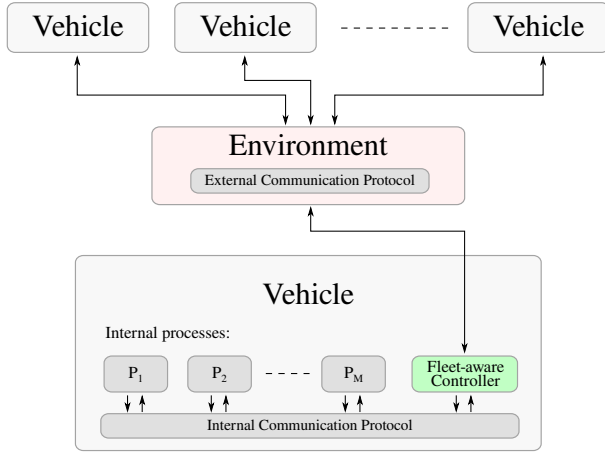 Vehicle Vehicle Vehicle
Environment
External Communication Protocol
Vehicle
Internal processes:
P1 P2 PM Fleet-aware
Controller
Internal Communication Protocol